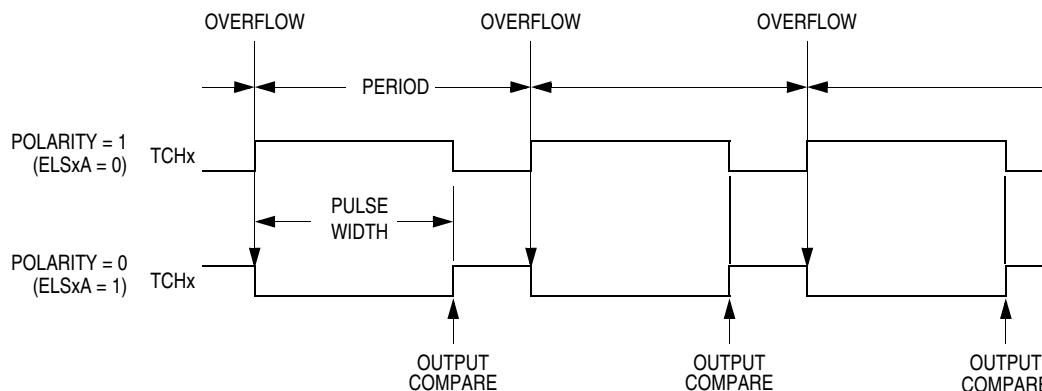 OVERFLOW OVERFLOW OVERFLOW
PERIOD
POLARITY = 1
(ELSxA = 0)
TCHx
PULSE
WIDTH
POLARITY = 0
(ELSxA = 1)
TCHx
OUTPUT
COMPARE
OUTPUT
COMPARE
OUTPUT
COMPARE